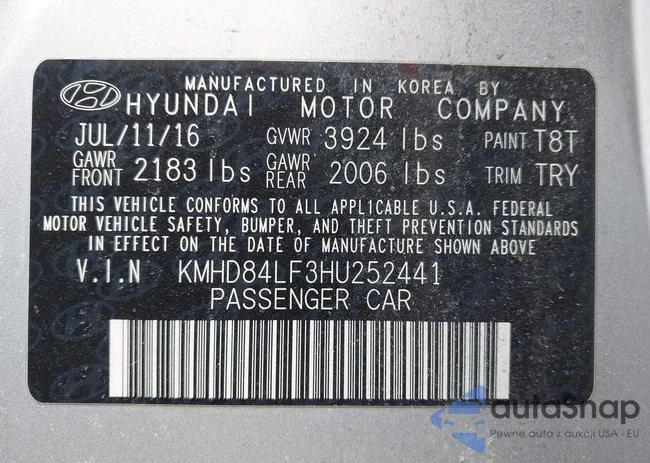 MANUFACTURED IN KOREA BY
HYUNDAI MOTOR COMPANY
JUL/11/16 GVWR 3924 lbs PAINT T8T
GAWR FRONT 2183 lbs GAWR REAR 2006 lbs TRIM TRY
THIS VEHICLE CONFORMS TO ALL APPLICABLE U.S.A. FEDERAL
MOTOR VEHICLE SAFETY, BUMPER, AND THEFT PREVENTION STANDARDS
IN EFFECT ON THE DATE OF MANUFACTURE SHOWN ABOVE
V.I.N KMHD84LF3HU252441
PASSENGER CAR
autoSnap
Pewne auta z aukcji USA i EU